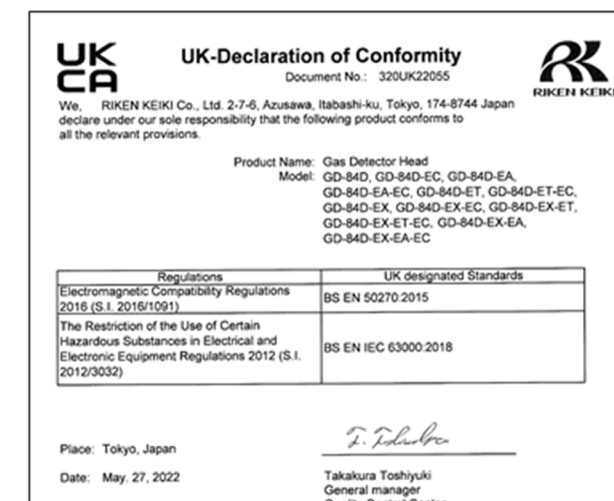 UK
CA
UK-Declaration of Conformity
Document No.: 320UK22055
RIKEN KEIKI
We, RIKEN KEIKI Co., Ltd. 2-7-6, Azusawa, Itabashi-ku, Tokyo, 174-8744 Japan
declare under our sole responsibility that the following product conforms to
all the relevant provisions.
Product Name: Gas Detector Head
Model: GD-84D, GD-84D-EC, GD-84D-EA,
GD-84D-EA-EC, GD-84D-ET, GD-84D-ET-EC,
GD-84D-EX, GD-84D-EX-EC, GD-84D-EX-ET,
GD-84D-EX-ET-EC, GD-84D-EX-EA,
GD-84D-EX-EA-EC
Regulations
UK designated Standards
Electromagnetic Compatibility Regulations
2016 (S.I. 2016/1091)
BS EN 50270:2015
The Restriction of the Use of Certain
Hazardous Substances in Electrical and
Electronic Equipment Regulations 2012 (S.I.
2012/3032)
BS EN IEC 63000:2018
Place: Tokyo, Japan
Date: May. 27, 2022
Takakura Toshiyuki
General manager
Quality Control Center